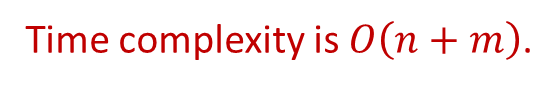 Time complexity is O(n + m).